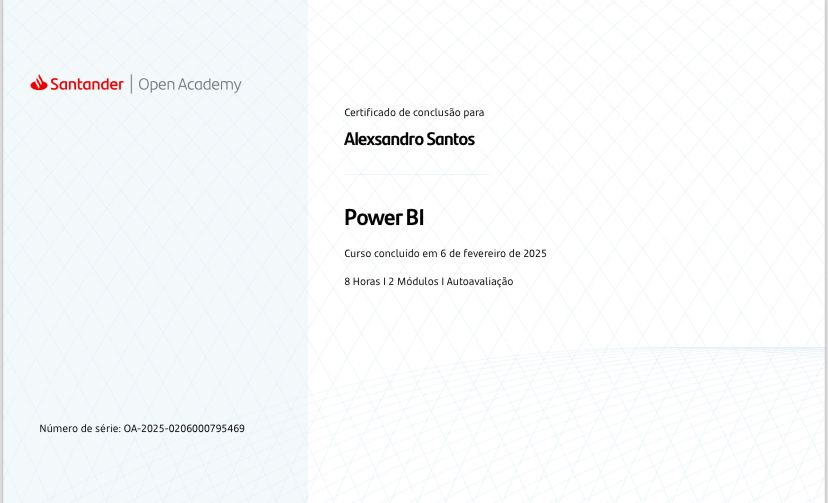 Santander | Open Academy
Certificado de conclusão para
Alexsandro Santos
Power BI
Curso concluído em 6 de fevereiro de 2025
8 Horas I 2 Módulos I Autoavaliação
Número de série: OA-2025-0206000795469